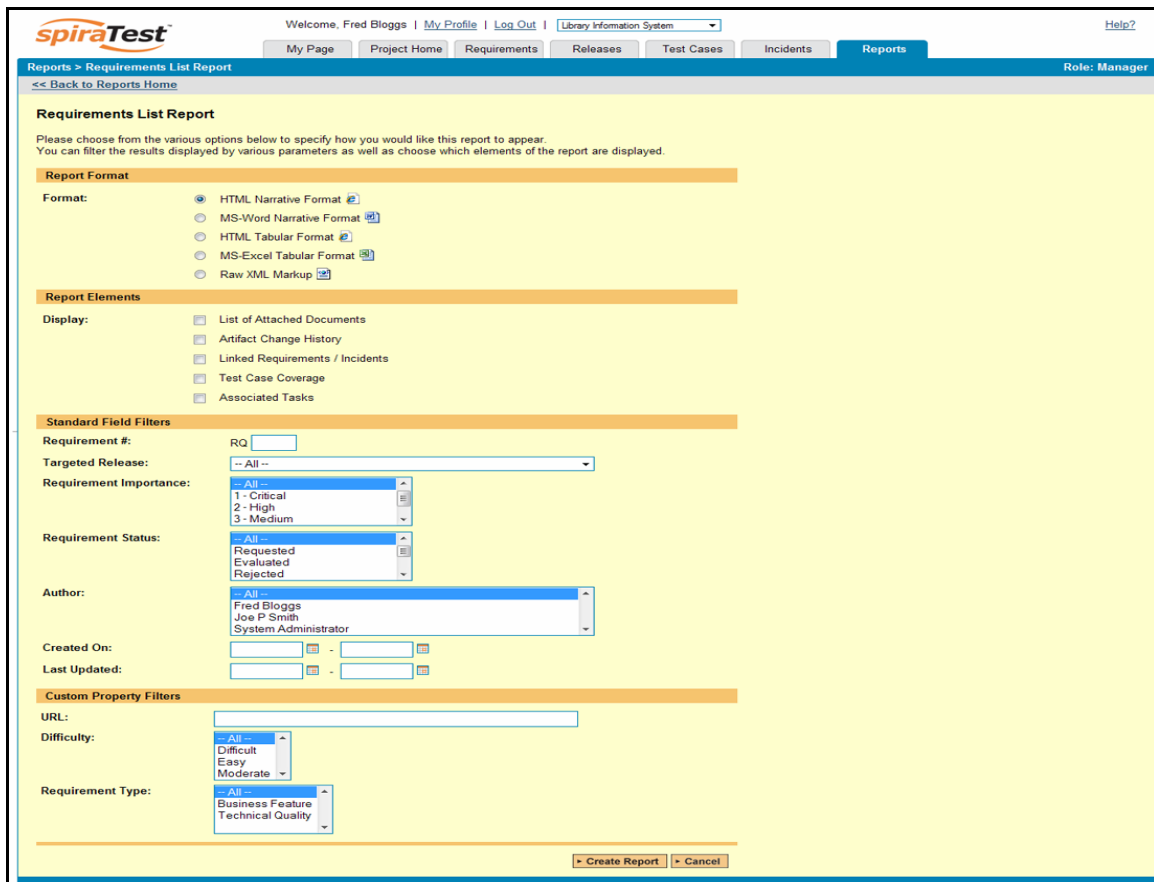 spiraTest™
Welcome, Fred Bloggs | My Profile | Log Out | Library Information System
Help?
My Page Project Home Requirements Releases Test Cases Incidents Reports
Reports > Requirements List Report Role: Manager
<< Back to Reports Home
Requirements List Report
Please choose from the various options below to specify how you would like this report to appear.
You can filter the results displayed by various parameters as well as choose which elements of the report are displayed.
Report Format
Format: HTML Narrative Format
MS-Word Narrative Format
HTML Tabular Format
MS-Excel Tabular Format
Raw XML Markup
Report Elements
Display: List of Attached Documents
Artifact Change History
Linked Requirements / Incidents
Test Case Coverage
Associated Tasks
Standard Field Filters
Requirement #: RQ
Targeted Release: -- All --
Requirement Importance: -- All --
1 - Critical
2 - High
3 - Medium
Requirement Status: -- All --
Requested
Evaluated
Rejected
Author: -- All --
Fred Bloggs
Joe P Smith
System Administrator
Created On: -
Last Updated: -
Custom Property Filters
URL:
Difficulty: -- All --
Difficult
Easy
Moderate
Requirement Type: -- All --
Business Feature
Technical Quality
Create Report Cancel